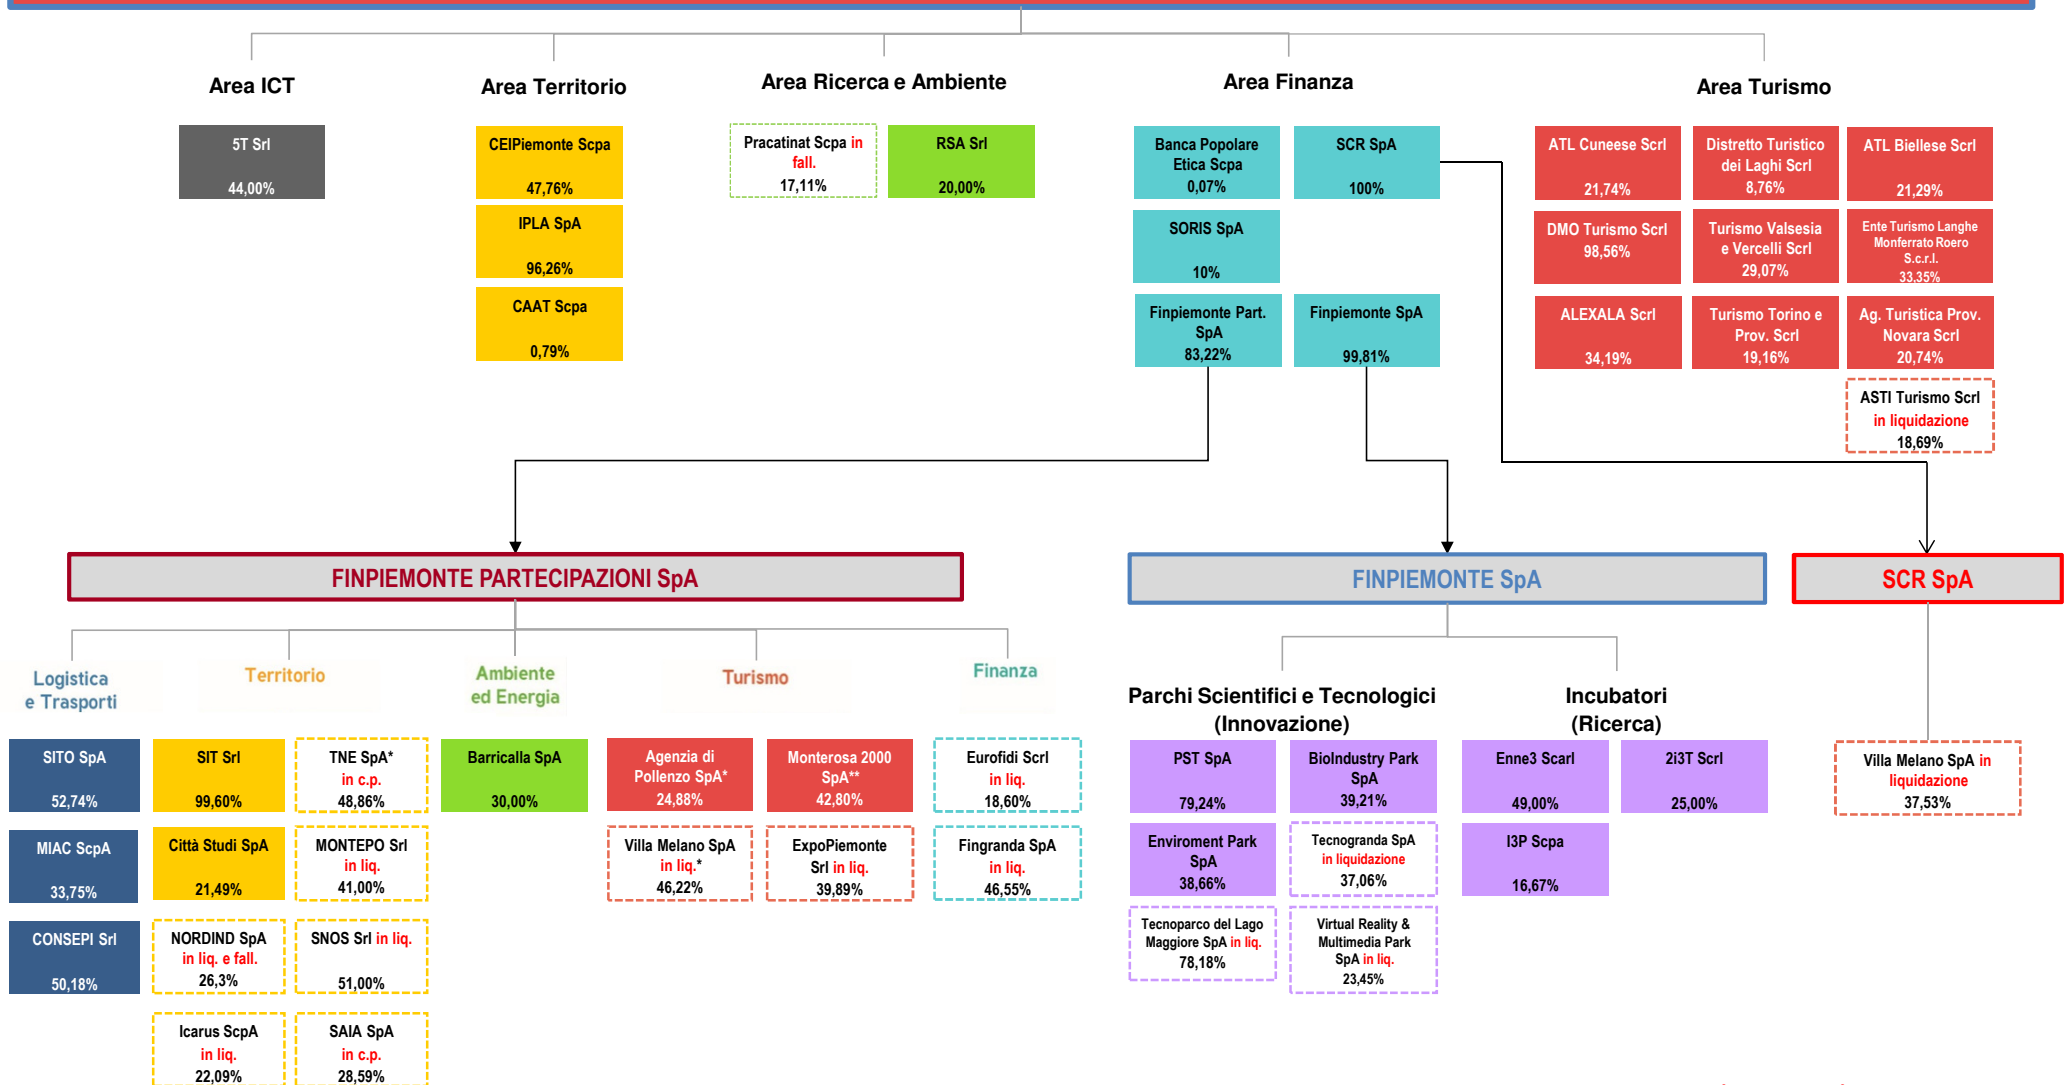 Area ICT
5T Srl
44,00%
Area Territorio
CEIPiemonte Scpa
47,76%
IPLA SpA
96,26%
CAAT Scpa
0,79%
Area Ricerca e Ambiente
Pracatinat Scpa in
fall.
17,11%
RSA Srl
20,00%
Area Finanza
Banca Popolare
Etica Scpa
0,07%
SCR SpA
100%
SORIS SpA
10%
Finpiemonte Part.
SpA
83,22%
Finpiemonte SpA
99,81%
Area Turismo
ATL Cuneese Scrl
21,74%
Distretto Turistico
dei Laghi Scrl
8,76%
ATL Biellese Scrl
21,29%
DMO Turismo Scrl
98,56%
Turismo Valsesia
e Vercelli Scrl
29,07%
Ente Turismo Langhe
Monferrato Roero
S.c.r.l.
33,35%
ALEXALA Scrl
34,19%
Turismo Torino e
Prov. Scrl
19,16%
Ag. Turistica Prov.
Novara Scrl
20,74%
ASTI Turismo Scrl
in liquidazione
18,69%
FINPIEMONTE PARTECIPAZIONI SpA
Logistica
e Trasporti
SITO SpA
52,74%
MIAC ScpA
33,75%
CONSEPI Srl
50,18%
Territorio
SIT Srl
99,60%
TNE SpA*
in c.p.
48,86%
Città Studi SpA
21,49%
MONTEPO Srl
in liq.
41,00%
NORDIND SpA
in liq. e fall.
26,3%
SNOS Srl in liq.
51,00%
Icarus ScpA
in liq.
22,09%
SAIA SpA
in c.p.
28,59%
Ambiente
ed Energia
Barricalla SpA
30,00%
Turismo
Agenzia di
Pollenzo SpA*
24,88%
Monterosa 2000
SpA**
42,80%
Villa Melano SpA
in liq.*
46,22%
ExpoPiemonte
Srl in liq.
39,89%
Finanza
Eurofidi Scrl
in liq.
18,60%
Fingranda SpA
in liq.
46,55%
FINPIEMONTE SpA
Parchi Scientifici e Tecnologici
(Innovazione)
PST SpA
79,24%
BioIndustry Park
SpA
39,21%
Enviroment Park
SpA
38,66%
Tecnogranda SpA
in liquidazione
37,06%
Tecnoparco del Lago
Maggiore SpA in liq.
78,18%
Virtual Reality &
Multimedia Park
SpA in liq.
23,45%
Incubatori
(Ricerca)
Enne3 Scarl
49,00%
2i3T Scrl
25,00%
I3P Scpa
16,67%
SCR SpA
Villa Melano SpA in
liquidazione
37,53%